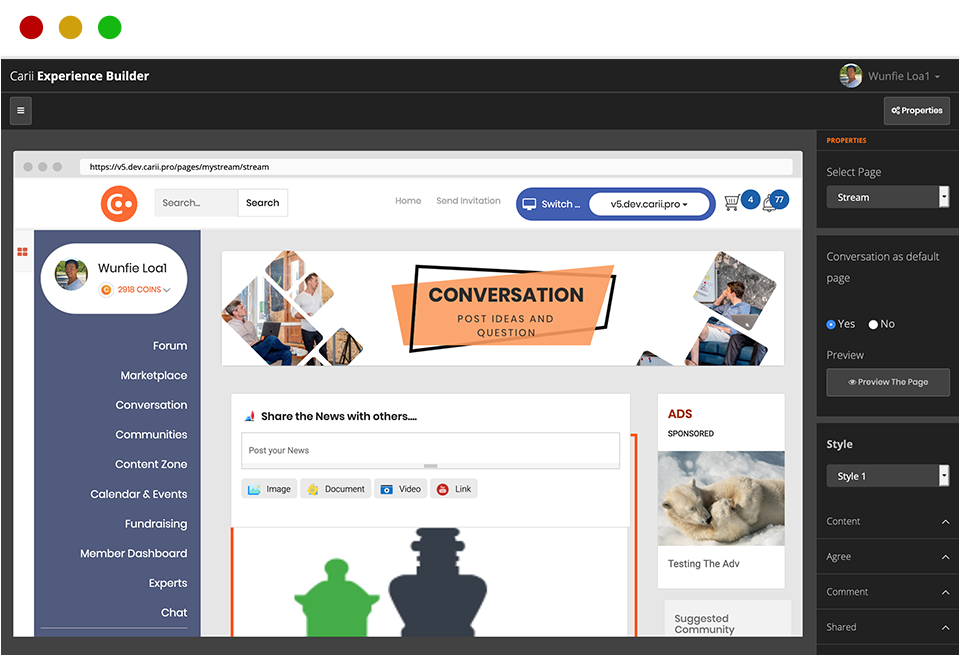 Carii Experience Builder
Wunfie Loa1
Properties
https://v5.dev.carii.pro/pages/mystream/stream
Search...
Search
Home
Send Invitation
Switch ...
v5.dev.carii.pro
4
77
Wunfie Loa1
2918 COINS
Forum
Marketplace
Conversation
Communities
Content Zone
Calendar & Events
Fundraising
Member Dashboard
Experts
Chat
CONVERSATION
POST IDEAS AND
QUESTION
Share the News with others....
Post your News
Image
Document
Video
Link
ADS
SPONSORED
Testing The Adv
Suggested
Community
PROPERTIES
Select Page
Stream
Conversation as default
page
Yes
No
Preview
Preview The Page
Style
Style 1
Content
Agree
Comment
Shared